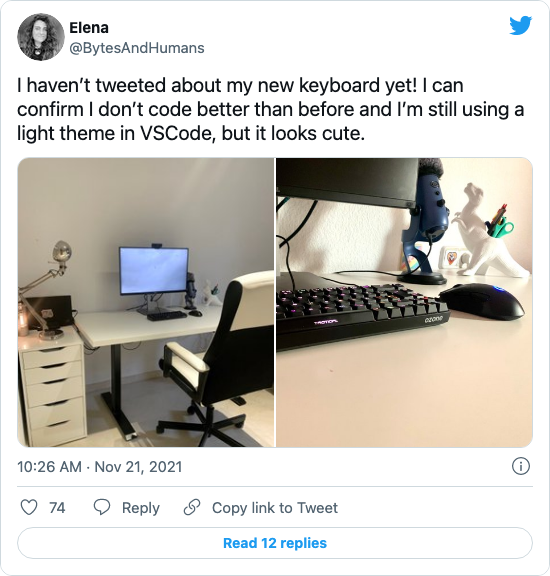 Elena
@BytesAndHumans
I haven’t tweeted about my new keyboard yet! I can
confirm I don’t code better than before and I’m still using a
light theme in VSCode, but it looks cute.
TACTICAL
OZONE
10:26 AM · Nov 21, 2021
74
Reply
Copy link to Tweet
Read 12 replies